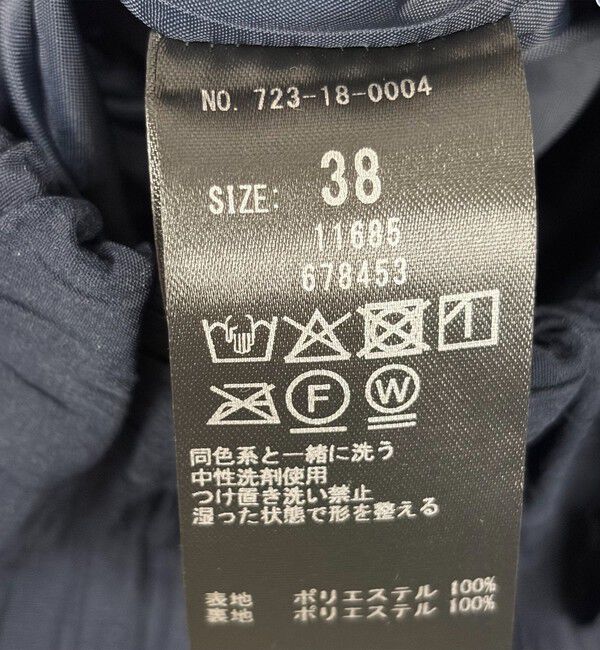 NO. 723-18-0004
SIZE: 38
11685
678453
F W
同色系と一緒に洗う
中性洗剤使用
つけ置き洗い禁止
湿った状態で形を整える
表地 ポリエステル 100%
裏地 ポリエステル 100%